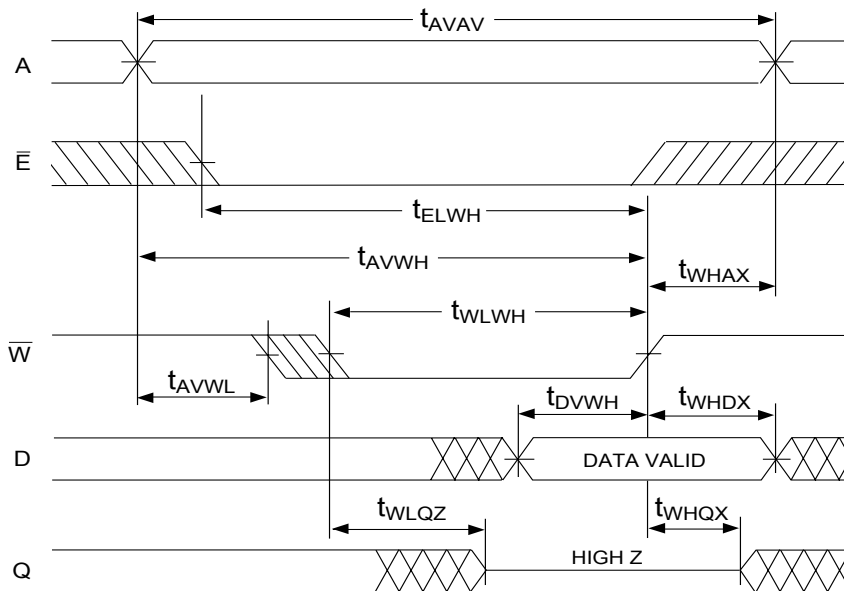 tAVAV
A
E̅
tELWH
tAVWH
tWHAX
tWLWH
W̅
tAVWL
tDVWH
tWHDX
D
DATA VALID
tWLQZ
tWHQX
Q
HIGH Z